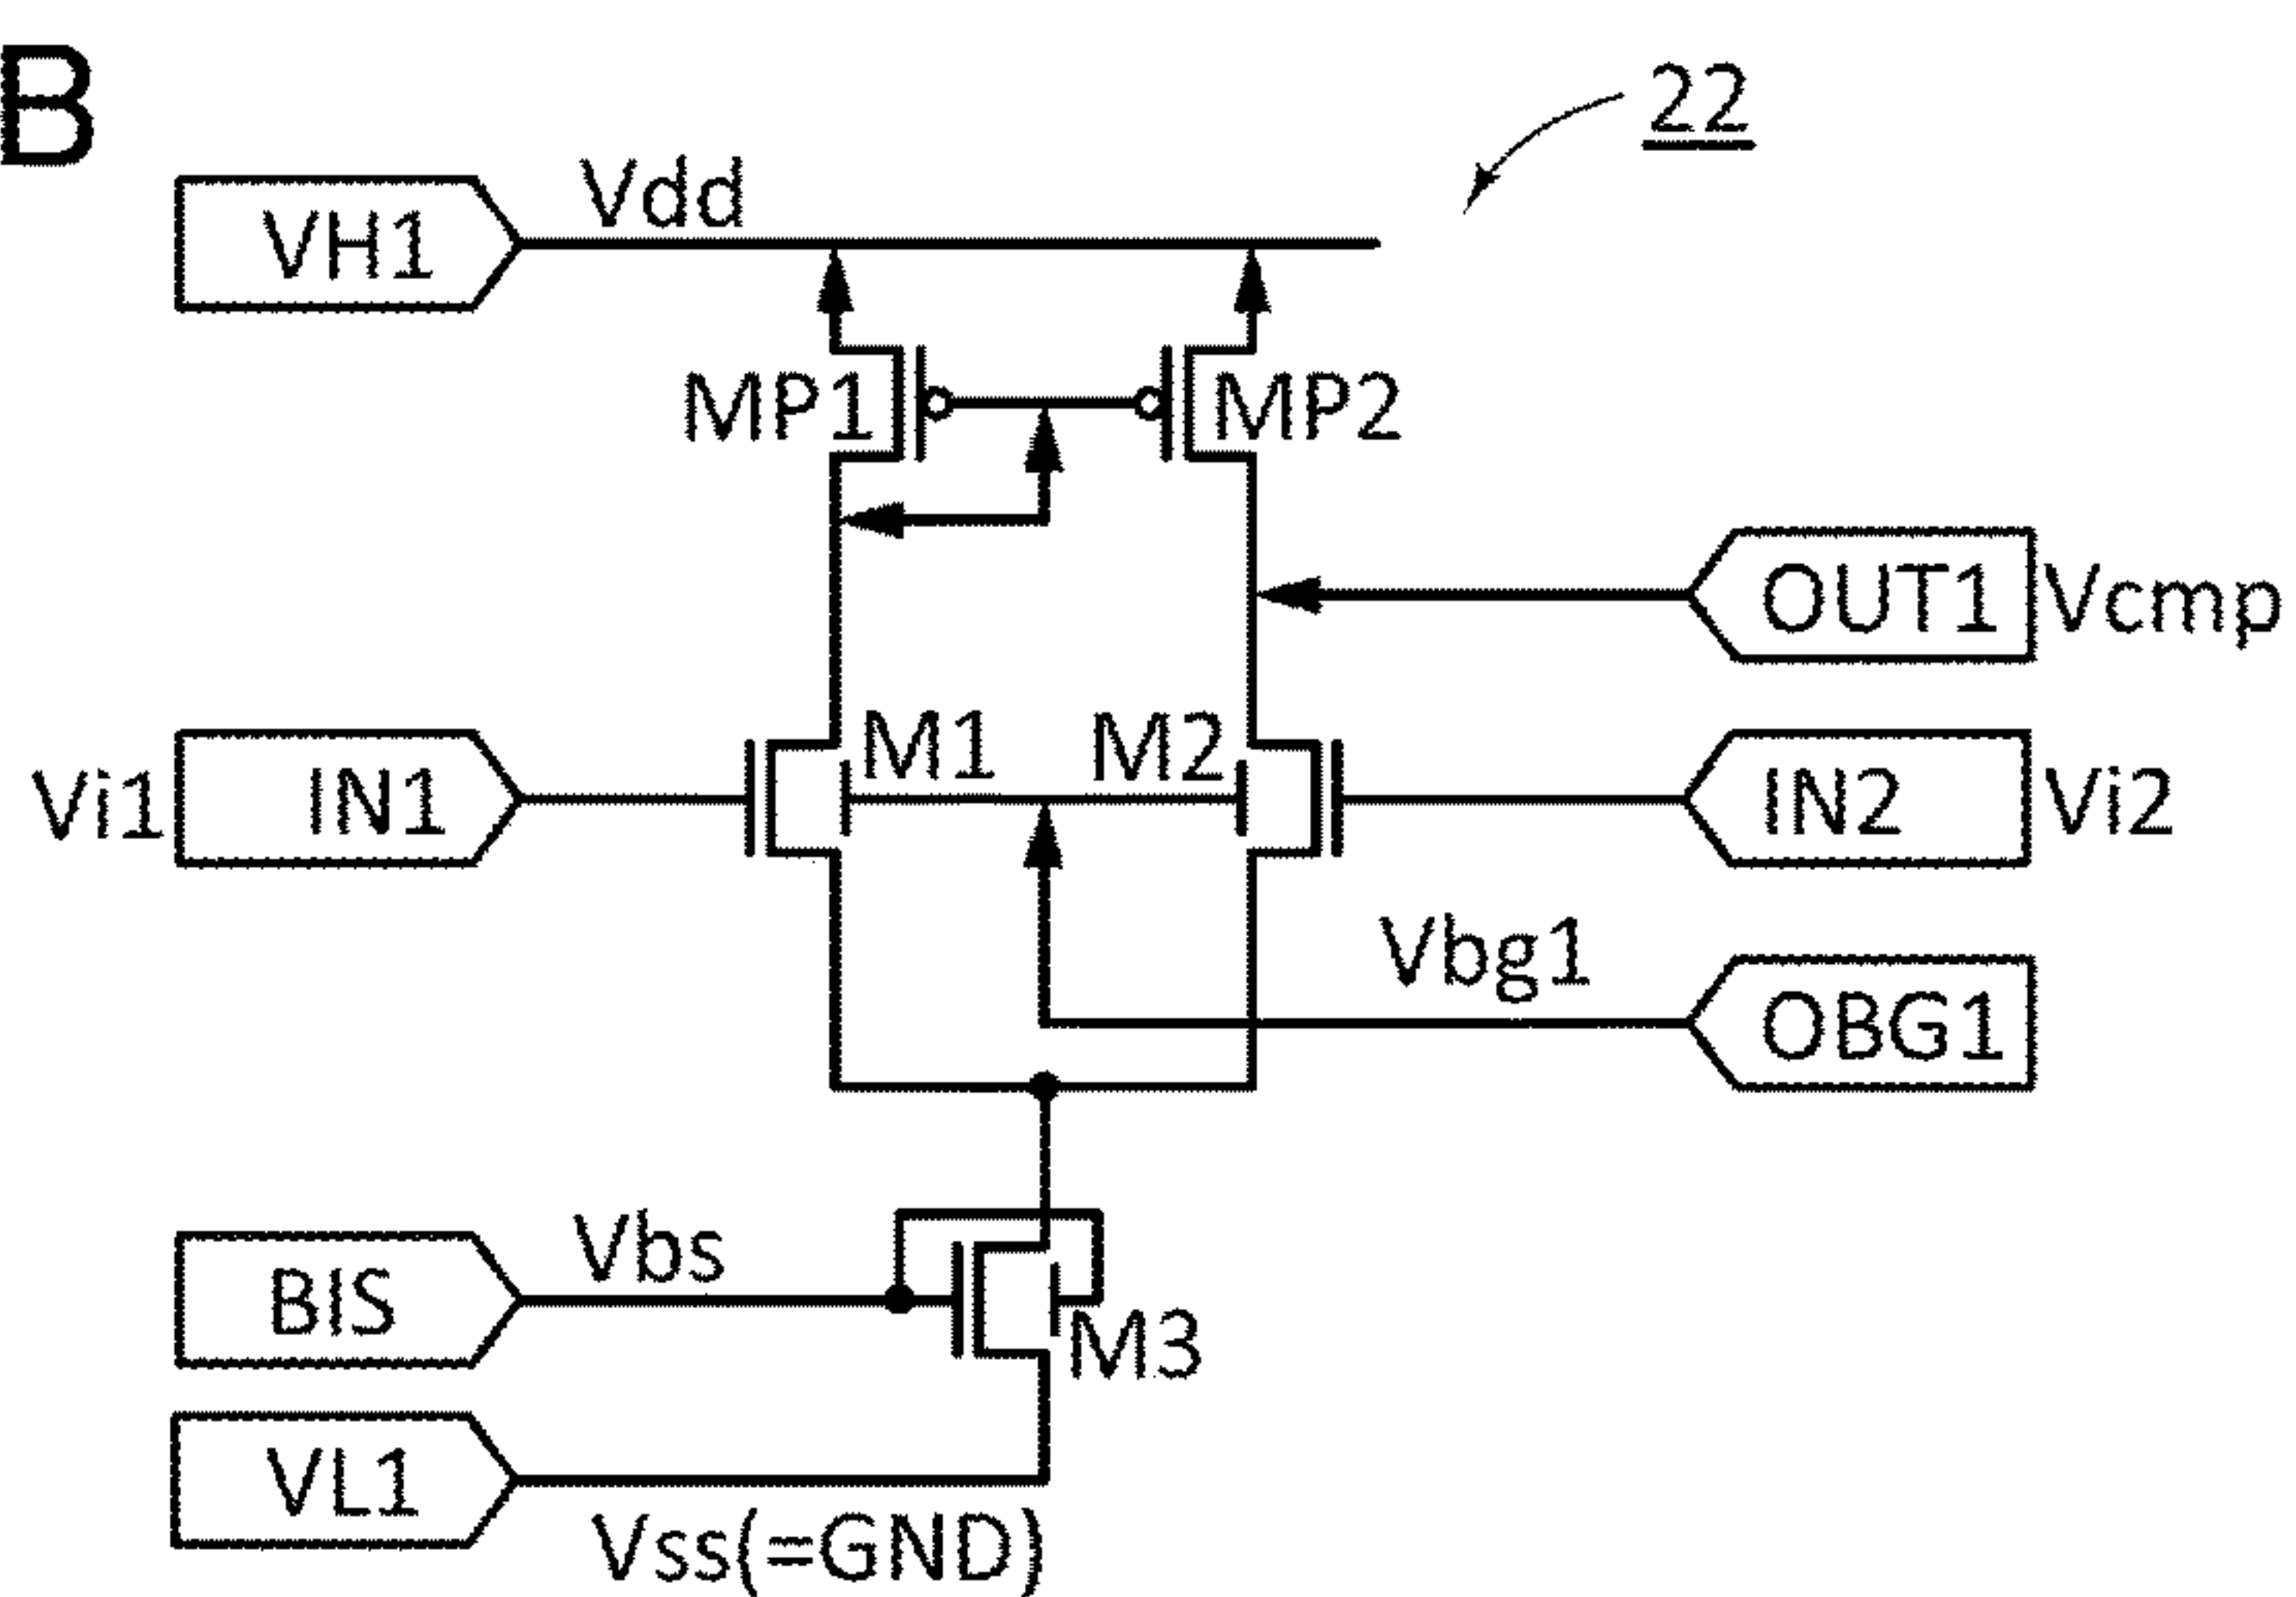 B
22
Vdd
VH1
MP1
MP2
OUT1
Vcmp
M1
M2
Vi1
IN1
IN2
Vi2
Vbg1
OBG1
Vbs
BIS
M3
VL1
Vss(=GND)